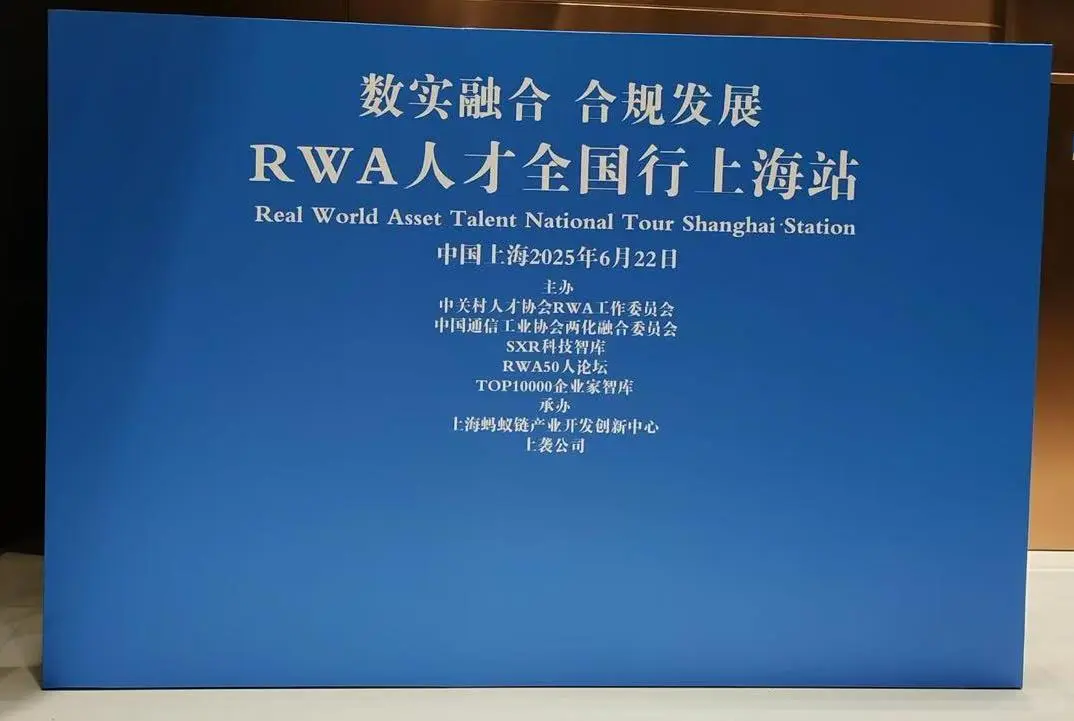 数实融合 合规发展
RWA人才全国行上海站
Real World Asset Talent National Tour Shanghai·Station
中国上海2025年6月22日
主办
中关村人才协会RWA工作委员会
中国通信工业协会两化融合委员会
SXR科技智库
RWA50人论坛
TOP10000企业家智库
承办
上海蚂蚁链产业开发创新中心
上袭公司